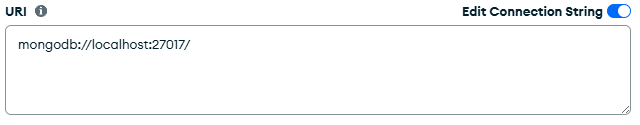 URI Edit Connection String
mongodb://localhost:27017/